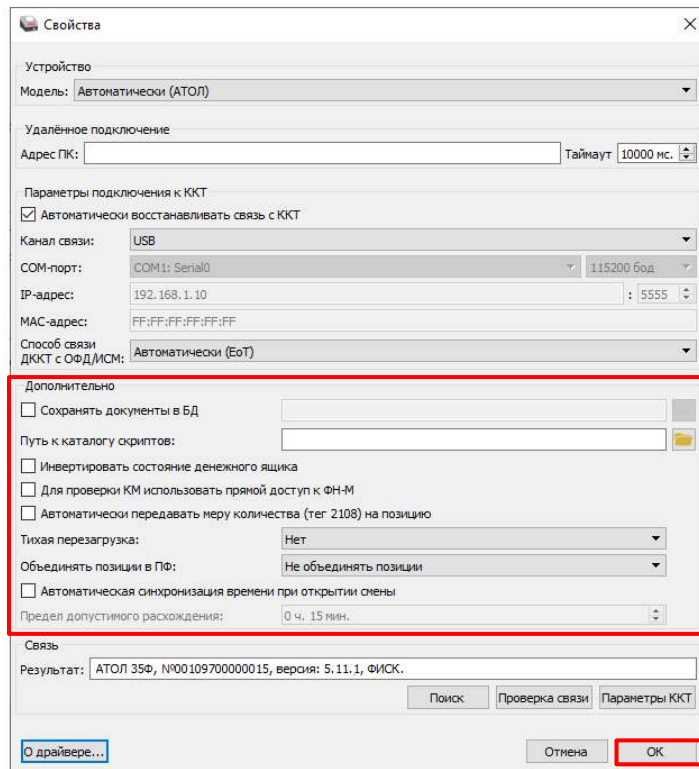 Свойства
Устройство
Модель: Автоматически (АТОЛ)
Удалённое подключение
Адрес ПК: Таймаут 10000 мс.
Параметры подключения к ККТ
Автоматически восстанавливать связь с ККТ
Канал связи: USB
COM-порт: COM1: Serial0 115200 бод
IP-адрес: 192.168.1.10 : 5555
MAC-адрес: FF:FF:FF:FF:FF:FF
Способ связи
ДККТ с ОФД/ИСМ: Автоматически (EoT)
Дополнительно
Сохранять документы в БД
Путь к каталогу скриптов:
Инвертировать состояние денежного ящика
Для проверки КМ использовать прямой доступ к ФН-М
Автоматически передавать меру количества (тег 2108) на позицию
Тихая перезагрузка: Нет
Объединять позиции в ПФ: Не объединять позиции
Автоматическая синхронизация времени при открытии смены
Предел допустимого расхождения: 0 ч. 15 мин.
Связь
Результат: АТОЛ 35Ф, №00109700000015, версия: 5.11.1, ФИСК.
Поиск Проверка связи Параметры ККТ
О драйвере... Отмена ОК